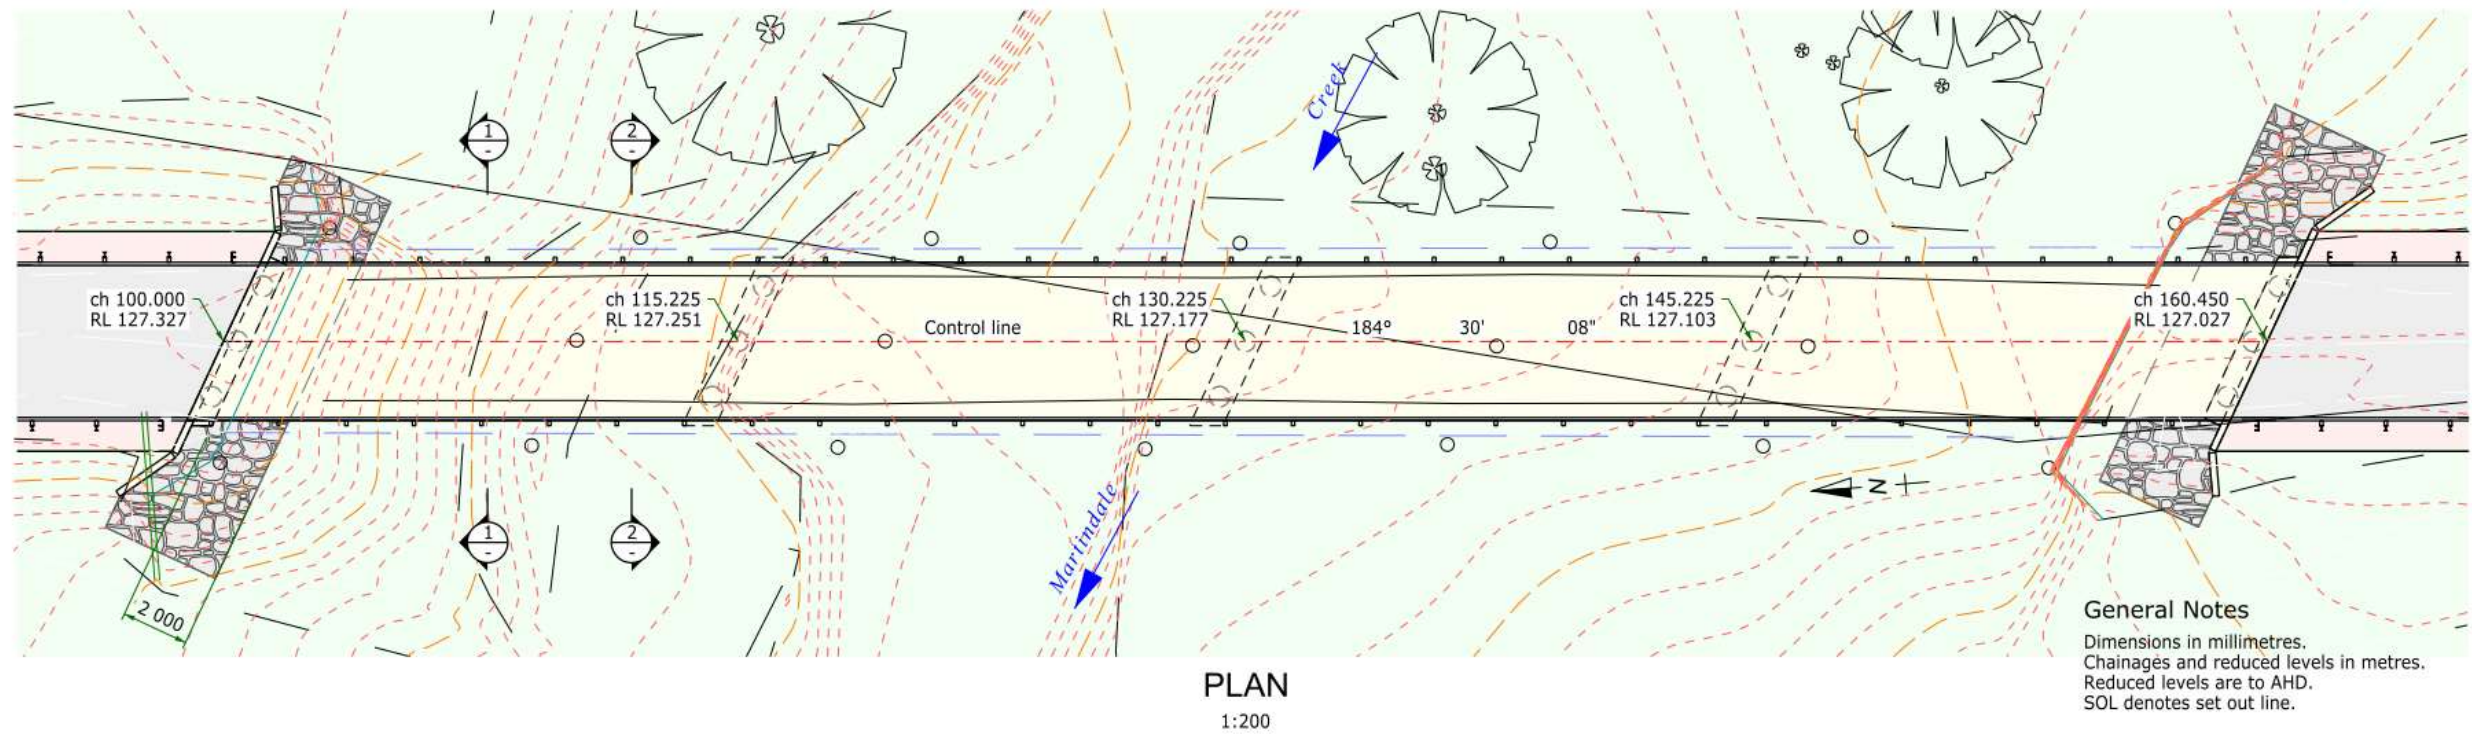 1
-
2
-
Creek
ch 100.000
RL 127.327
ch 115.225
RL 127.251
Control line
ch 130.225
RL 127.177
184° 30' 08"
ch 145.225
RL 127.103
ch 160.450
RL 127.027
N
Martindale
1
-
2
-
2 000
General Notes
Dimensions in millimetres.
Chainages and reduced levels in metres.
Reduced levels are to AHD.
SOL denotes set out line.
PLAN
1:200